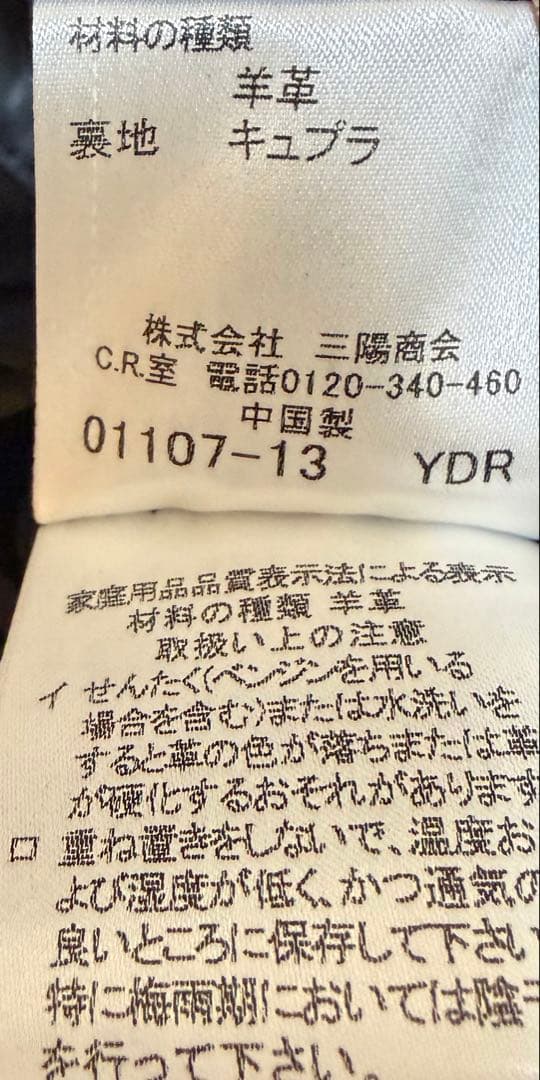 材料の種類
羊革
裏地 キュプラ
株式会社 三陽商会
C.R.室 電話0120-340-460
中国製
01107-13 YDR
家庭用品品質表示法による表示
材料の種類 羊革
取扱い上の注意
イ せんたく(ベンジンを用いる
場合を含む)または水洗いを
すると革の色が落ちまたは革
が硬化するおそれがあります
ロ 重ね置きをしないで、温度お
よび湿度が低く、かつ通気の
良いところに保存して下さい
特に梅雨期においては陰干
を行って下さい。